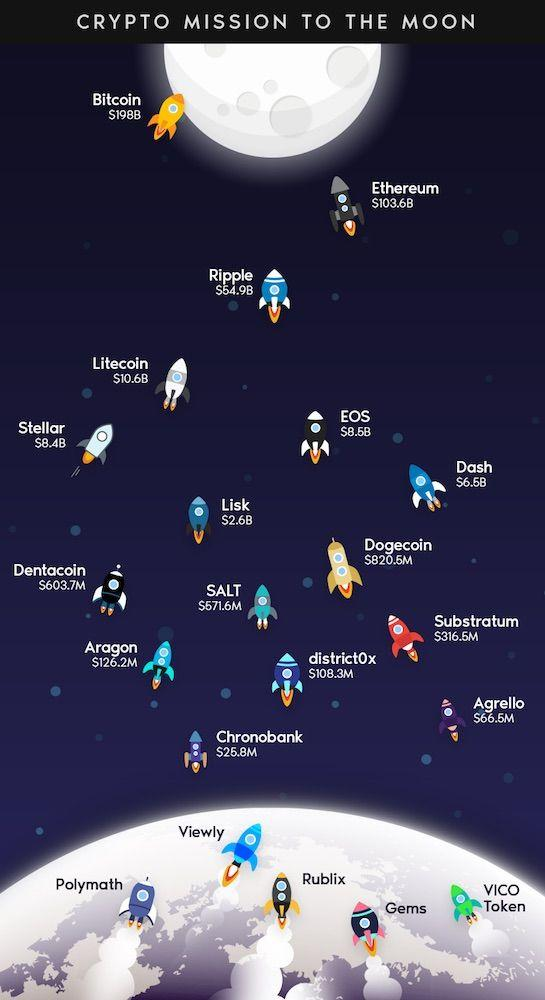 CRYPTO MISSION TO THE MOON
Bitcoin
$198B
Ethereum
$103.6B
Ripple
$54.9B
Litecoin
$10.6B
EOS
$8.5B
Stellar
$8.4B
Dash
$6.5B
Lisk
$2.6B
Dogecoin
$820.5M
Dentacoin
$603.7M
SALT
$571.6M
Substratum
$316.5M
Aragon
$126.2M
district0x
$108.3M
Agrello
$66.5M
Chronobank
$25.8M
Viewly
Polymath
Rublix
VICO
Token
Gems